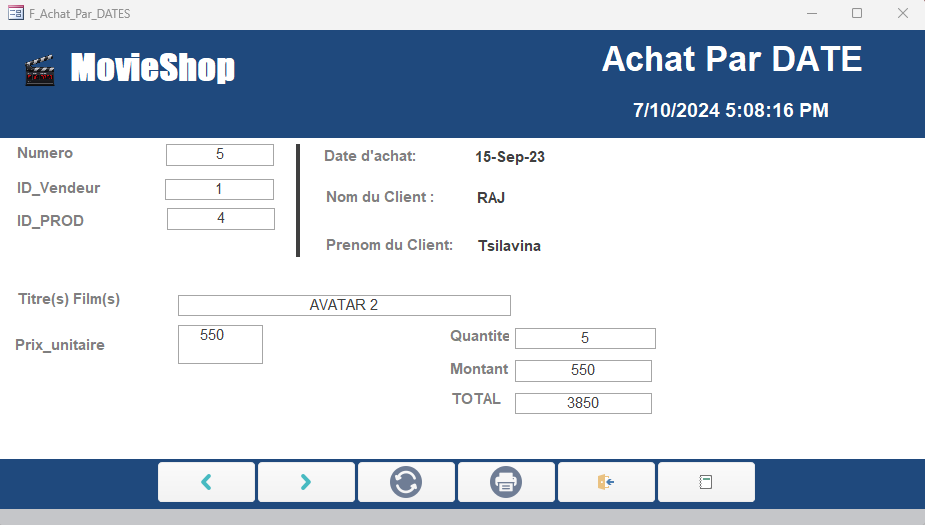 F_Achat_Par_DATES
MovieShop
Achat Par DATE
7/10/2024 5:08:16 PM
Numero 5
ID_Vendeur 1
ID_PROD 4
Date d'achat: 15-Sep-23
Nom du Client : RAJ
Prenom du Client: Tsilavina
Titre(s) Film(s) AVATAR 2
Prix_unitaire 550
Quantite 5
Montant 550
TOTAL 3850